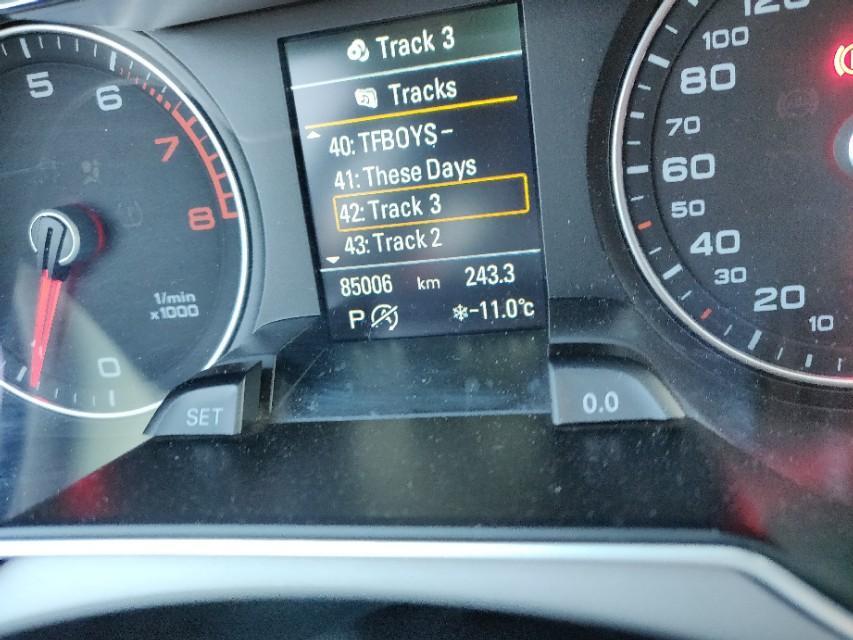 Track 3
Tracks
40: TFBOYS-
41: These Days
42: Track 3
43: Track 2
85006 km 243.3
P -11.0°C
5
6
7
8
1/min
x1000
0
SET
0.0
120
100
80
70
60
50
40
30
20
10